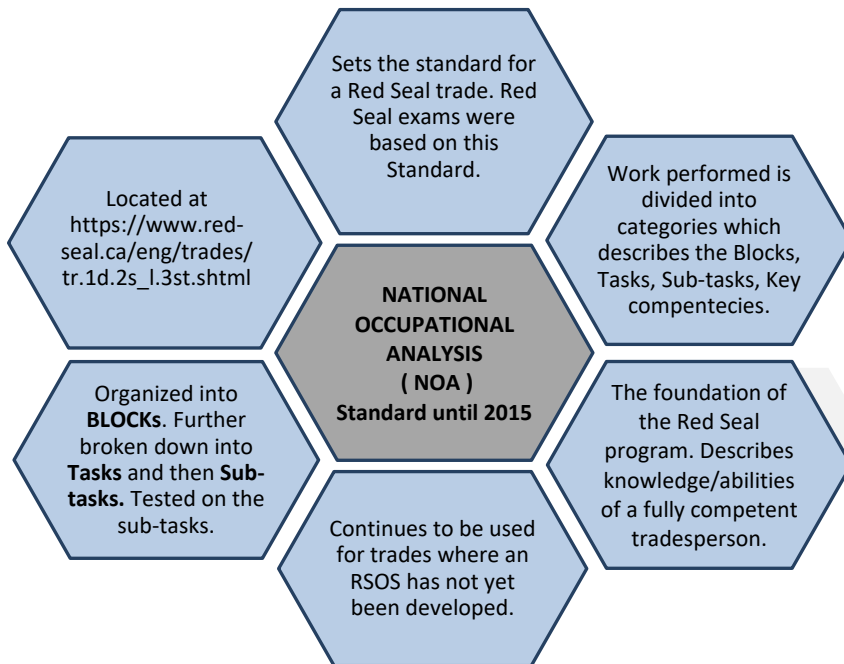 Sets the standard for
a Red Seal trade. Red
Seal exams were
based on this
Standard.
Located at
https://www.red-
seal.ca/eng/trades/
tr.1d.2s_l.3st.shtml
Work performed is
divided into
categories which
describes the Blocks,
Tasks, Sub-tasks, Key
compentecies.
NATIONAL
OCCUPATIONAL
ANALYSIS
( NOA )
Standard until 2015
Organized into
BLOCKs. Further
broken down into
Tasks and then Sub-
tasks. Tested on the
sub-tasks.
The foundation of
the Red Seal
program. Describes
knowledge/abilities
of a fully competent
tradesperson.
Continues to be used
for trades where an
RSOS has not yet
been developed.